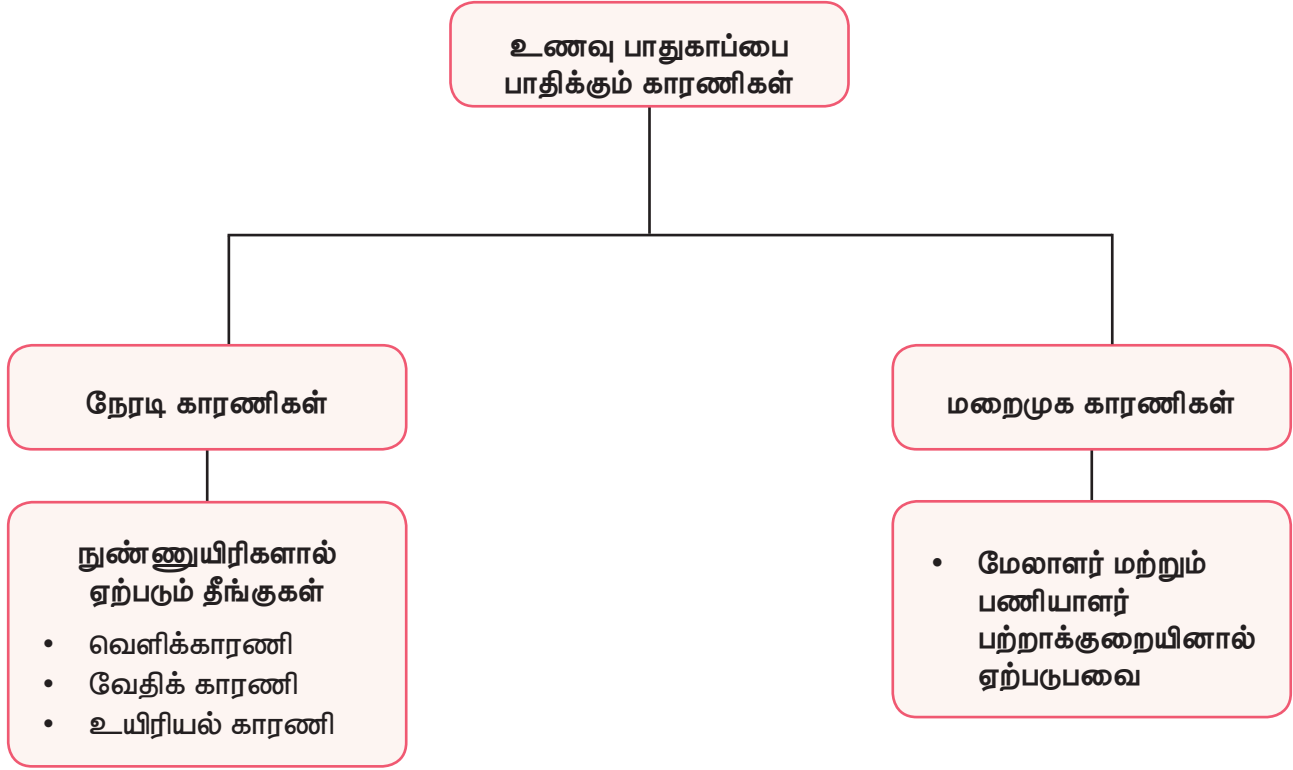 உணவு பாதுகாப்பை
பாதிக்கும் காரணிகள்
நேரடி காரணிகள்
மறைமுக காரணிகள்
நுண்ணுயிரிகளால்
ஏற்படும் தீங்குகள்
• வெளிக்காரணி
• வேதிக் காரணி
• உயிரியல் காரணி
• மேலாளர் மற்றும்
பணியாளர்
பற்றாக்குறையினால்
ஏற்படுபவை